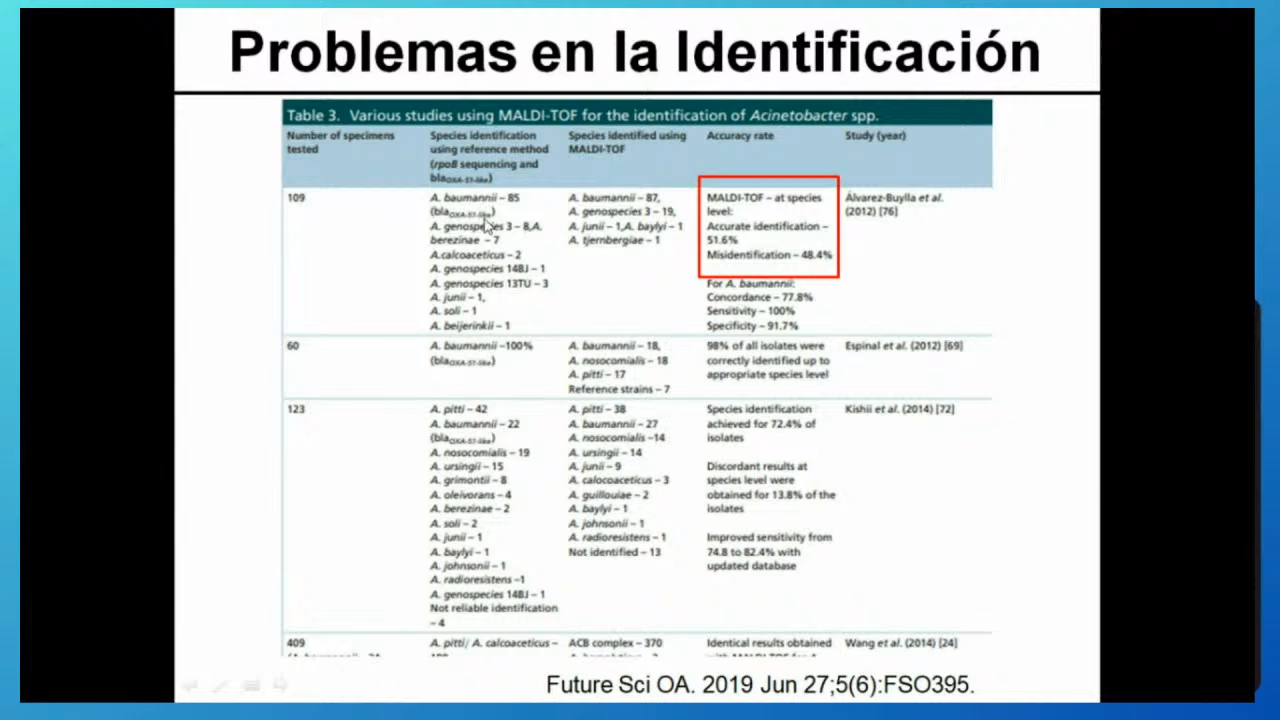 Problemas en la Identificación
Table 3. Various studies using MALDI-TOF for the identification of Acinetobacter spp.
Number of specimens
tested
Species identification
using reference method
(rpoB sequencing and
blaOXA-57-like)
Species identified using
MALDI-TOF
Accuracy rate
Study (year)
109
A. baumannii – 85
(blaOXA-57-like)
A. genospecies 3 – 8,A.
berezinae – 7
A.calcoaceticus – 2
A. genospecies 14BJ – 1
A. genospecies 13TU – 3
A. junii – 1,
A. soli – 1
A. beijerinkii – 1
A. baumannii – 87,
A. genospecies 3 – 19,
A. junii – 1,A. baylyi – 1
A. tjernbergiae – 1
MALDI-TOF – at species
level:
Accurate identification –
51.6%
Misidentification – 48.4%
For A. baumannii:
Concordance – 77.8%
Sensitivity – 100%
Specificity – 91.7%
Álvarez-Buylla et al.
(2012) [76]
60
A. baumannii –100%
(blaOXA-57-like)
A. baumannii – 18,
A. nosocomialis – 18
A. pitti – 17
Reference strains – 7
98% of all isolates were
correctly identified up to
appropriate species level
Espinal et al. (2012) [69]
123
A. pitti – 42
A. baumannii – 22
(blaOXA-57-like)
A. nosocomialis – 19
A. ursingii – 15
A. grimontii – 8
A. oleivorans – 4
A. berezinae – 2
A. soli – 2
A. junii – 1
A. baylyi – 1
A. johnsonii – 1
A. radioresistens –1
A. genospecies 14BJ – 1
Not reliable identification
– 4
A. pitti – 38
A. baumannii – 27
A. nosocomialis –14
A. ursingii – 14
A. junii – 9
A. calocoaceticus – 3
A. guillouiae – 2
A. baylyi – 1
A. johnsonii – 1
A. radioresistens – 1
Not identified – 13
Species identification
achieved for 72.4% of
isolates
Discordant results at
species level were
obtained for 13.8% of the
isolates
Improved sensitivity from
74.8 to 82.4% with
updated database
Kishii et al. (2014) [72]
409
A. pitti/ A. calcoaceticus –
ACB complex – 370
Identical results obtained
Wang et al. (2014) [24]
Future Sci OA. 2019 Jun 27;5(6):FSO395.